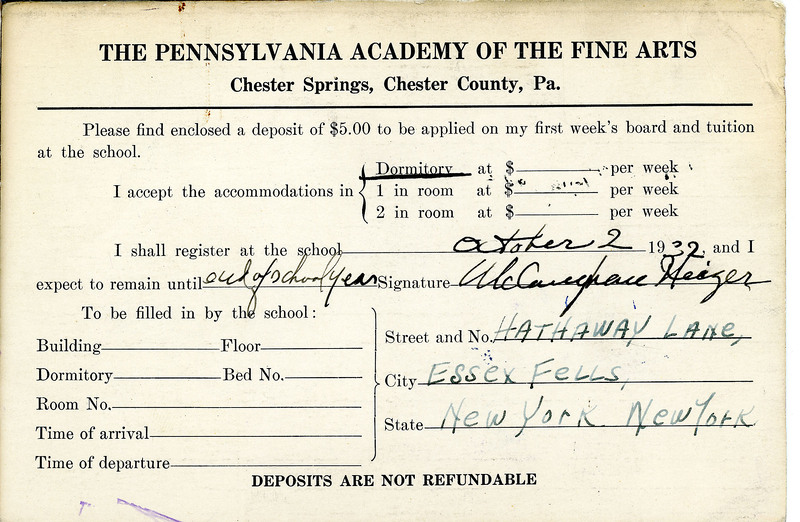 THE PENNSYLVANIA ACADEMY OF THE FINE ARTS
Chester Springs, Chester County, Pa.
Please find enclosed a deposit of $5.00 to be applied on my first week's board and tuition
at the school.
Dormitory at $ per week
I accept the accommodations in { 1 in room at $ per week
2 in room at $ per week
I shall register at the school October 2 1932, and I
expect to remain until end of school year Signature
To be filled in by the school:
Street and No. HATHAWAY LANE,
Building Floor
Dormitory Bed No.
City ESSEX FELLS,
Room No.
State New York. New York
Time of arrival
Time of departure
DEPOSITS ARE NOT REFUNDABLE